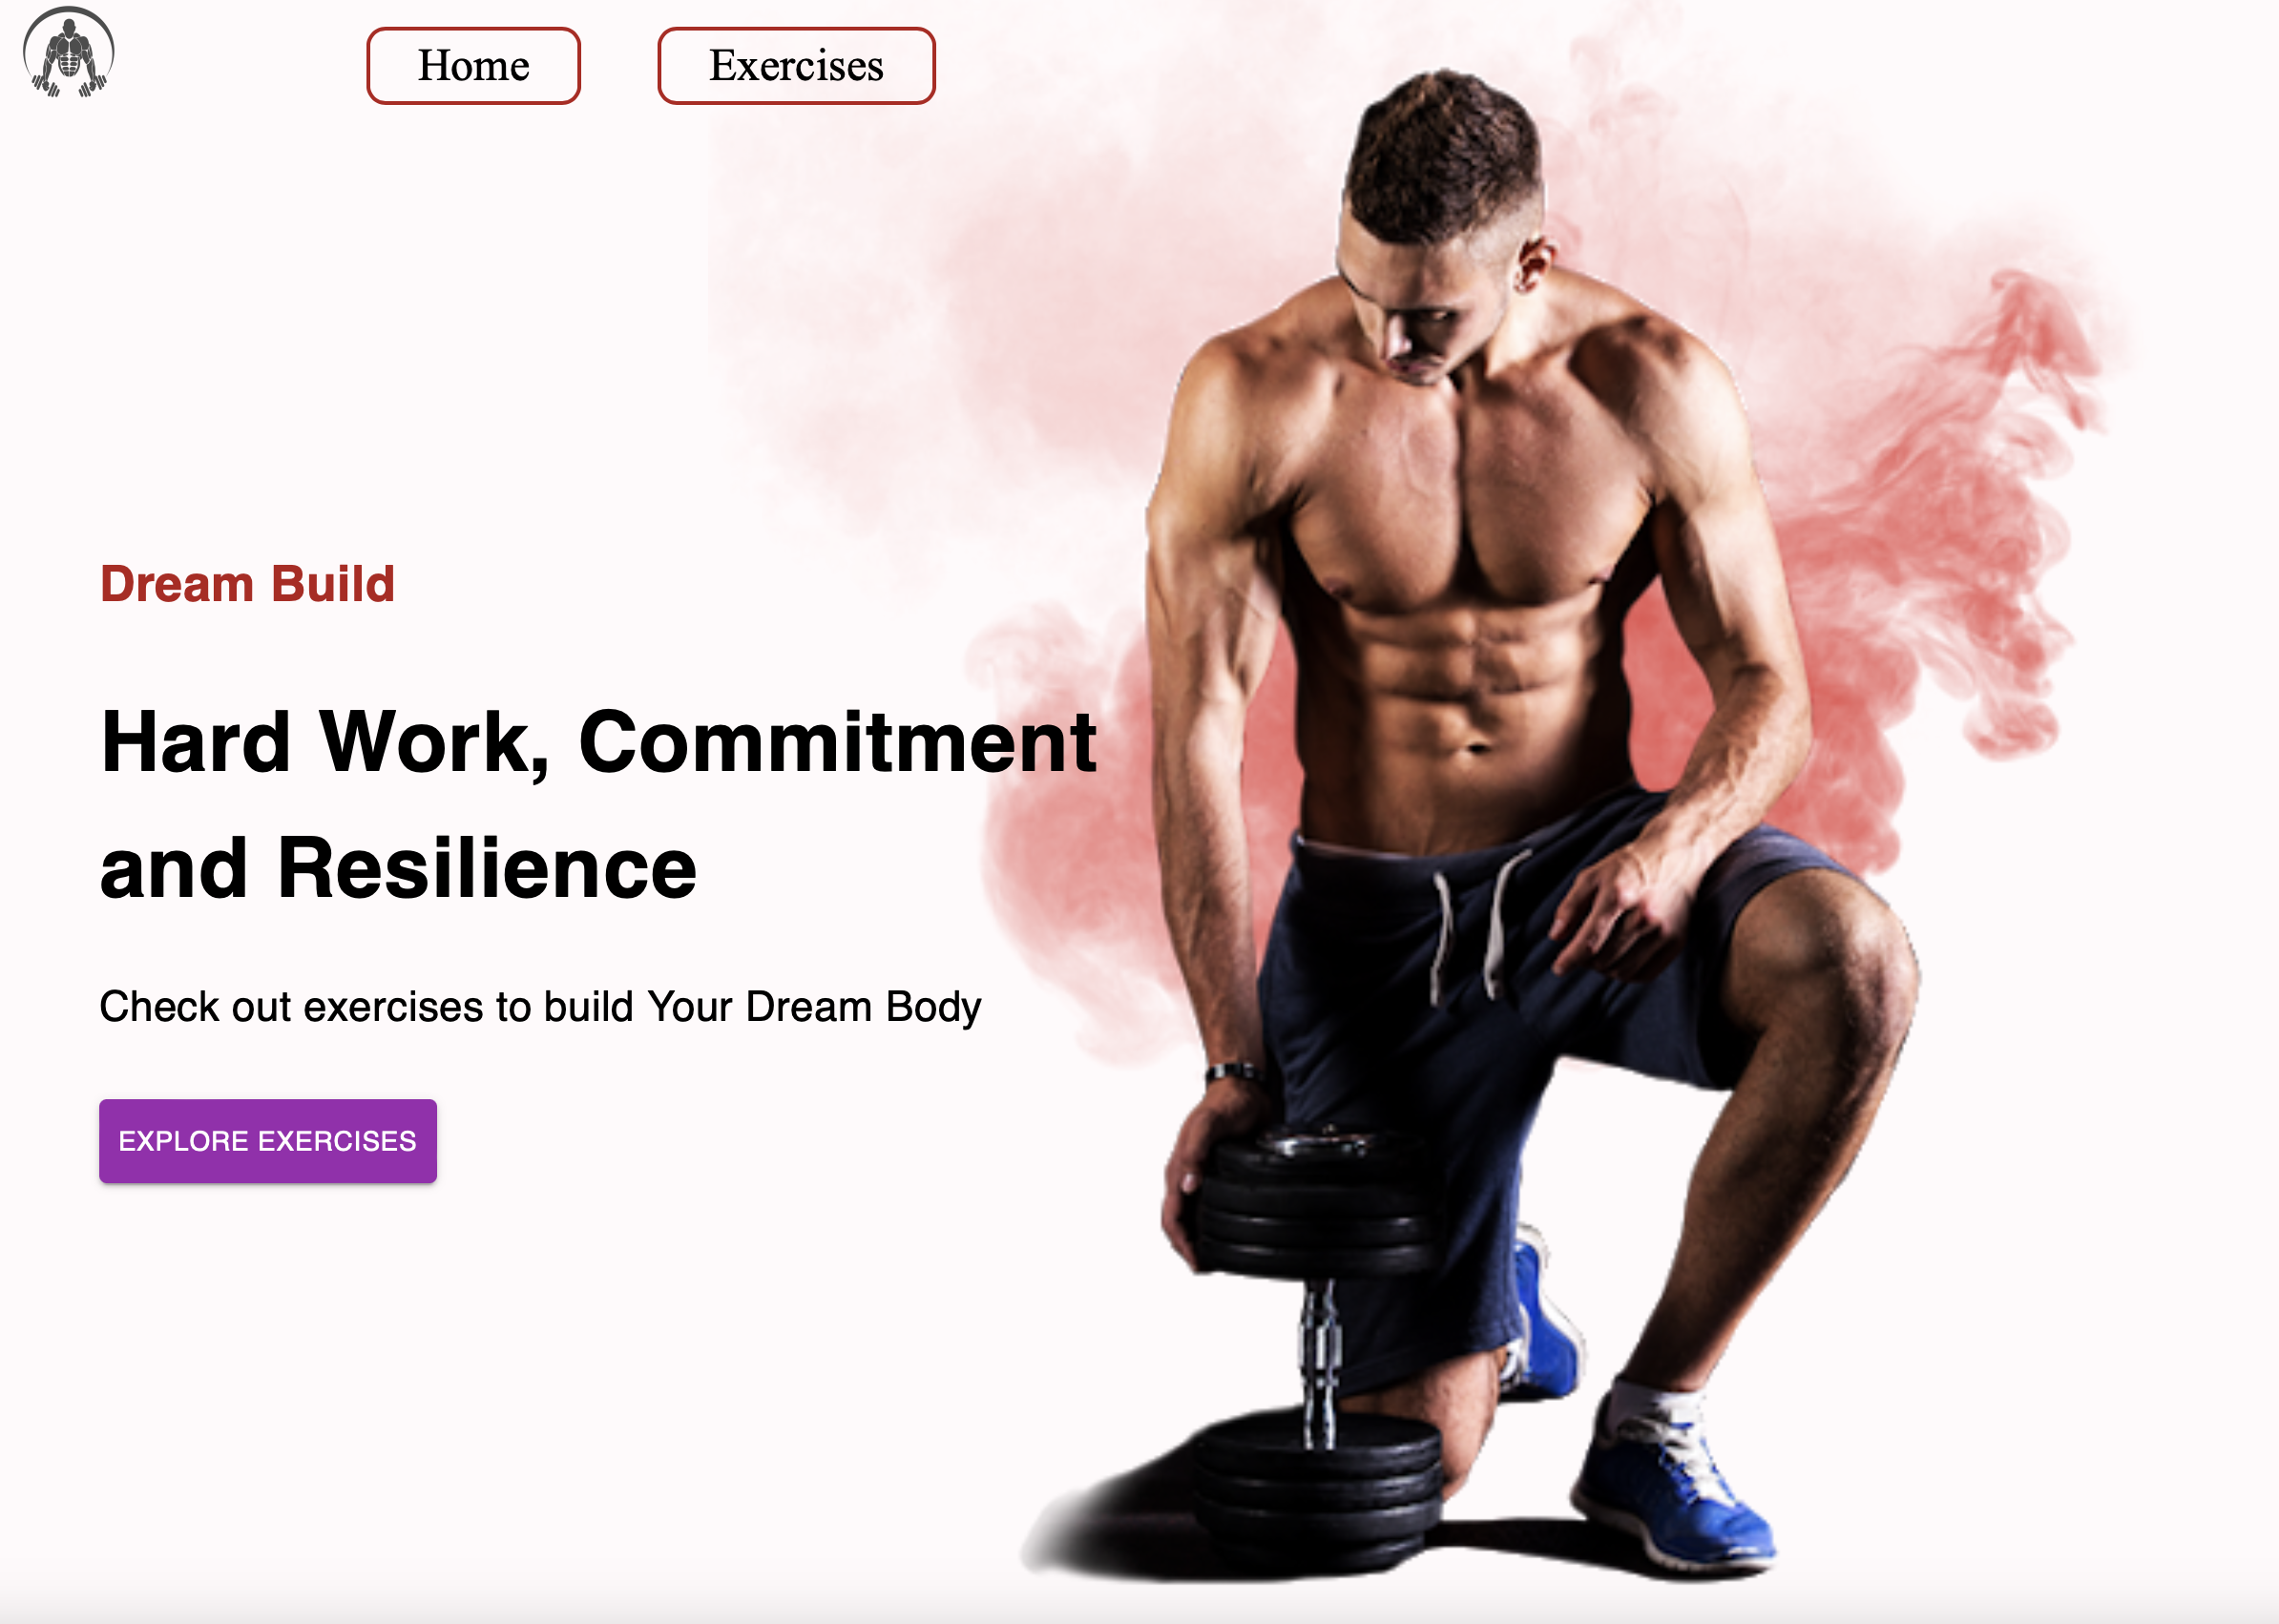 Home
Exercises
Dream Build
Hard Work, Commitment
and Resilience
Check out exercises to build Your Dream Body
EXPLORE EXERCISES